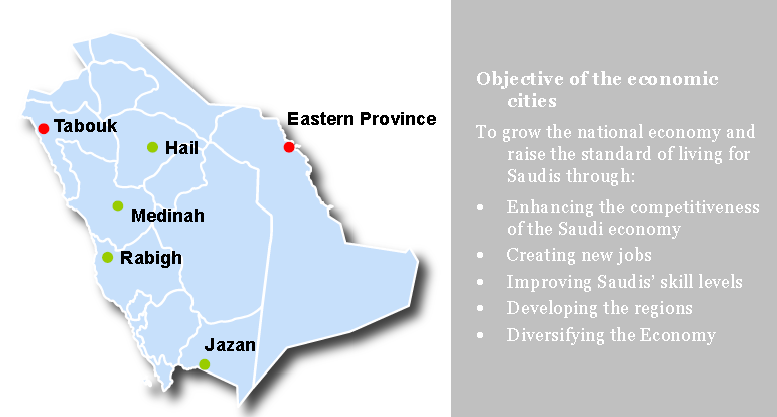 Tabouk
Eastern Province
Hail
Medinah
Rabigh
Jazan
Objective of the economic
cities
To grow the national economy and
raise the standard of living for
Saudis through:
• Enhancing the competitiveness
of the Saudi economy
• Creating new jobs
• Improving Saudis’ skill levels
• Developing the regions
• Diversifying the Economy